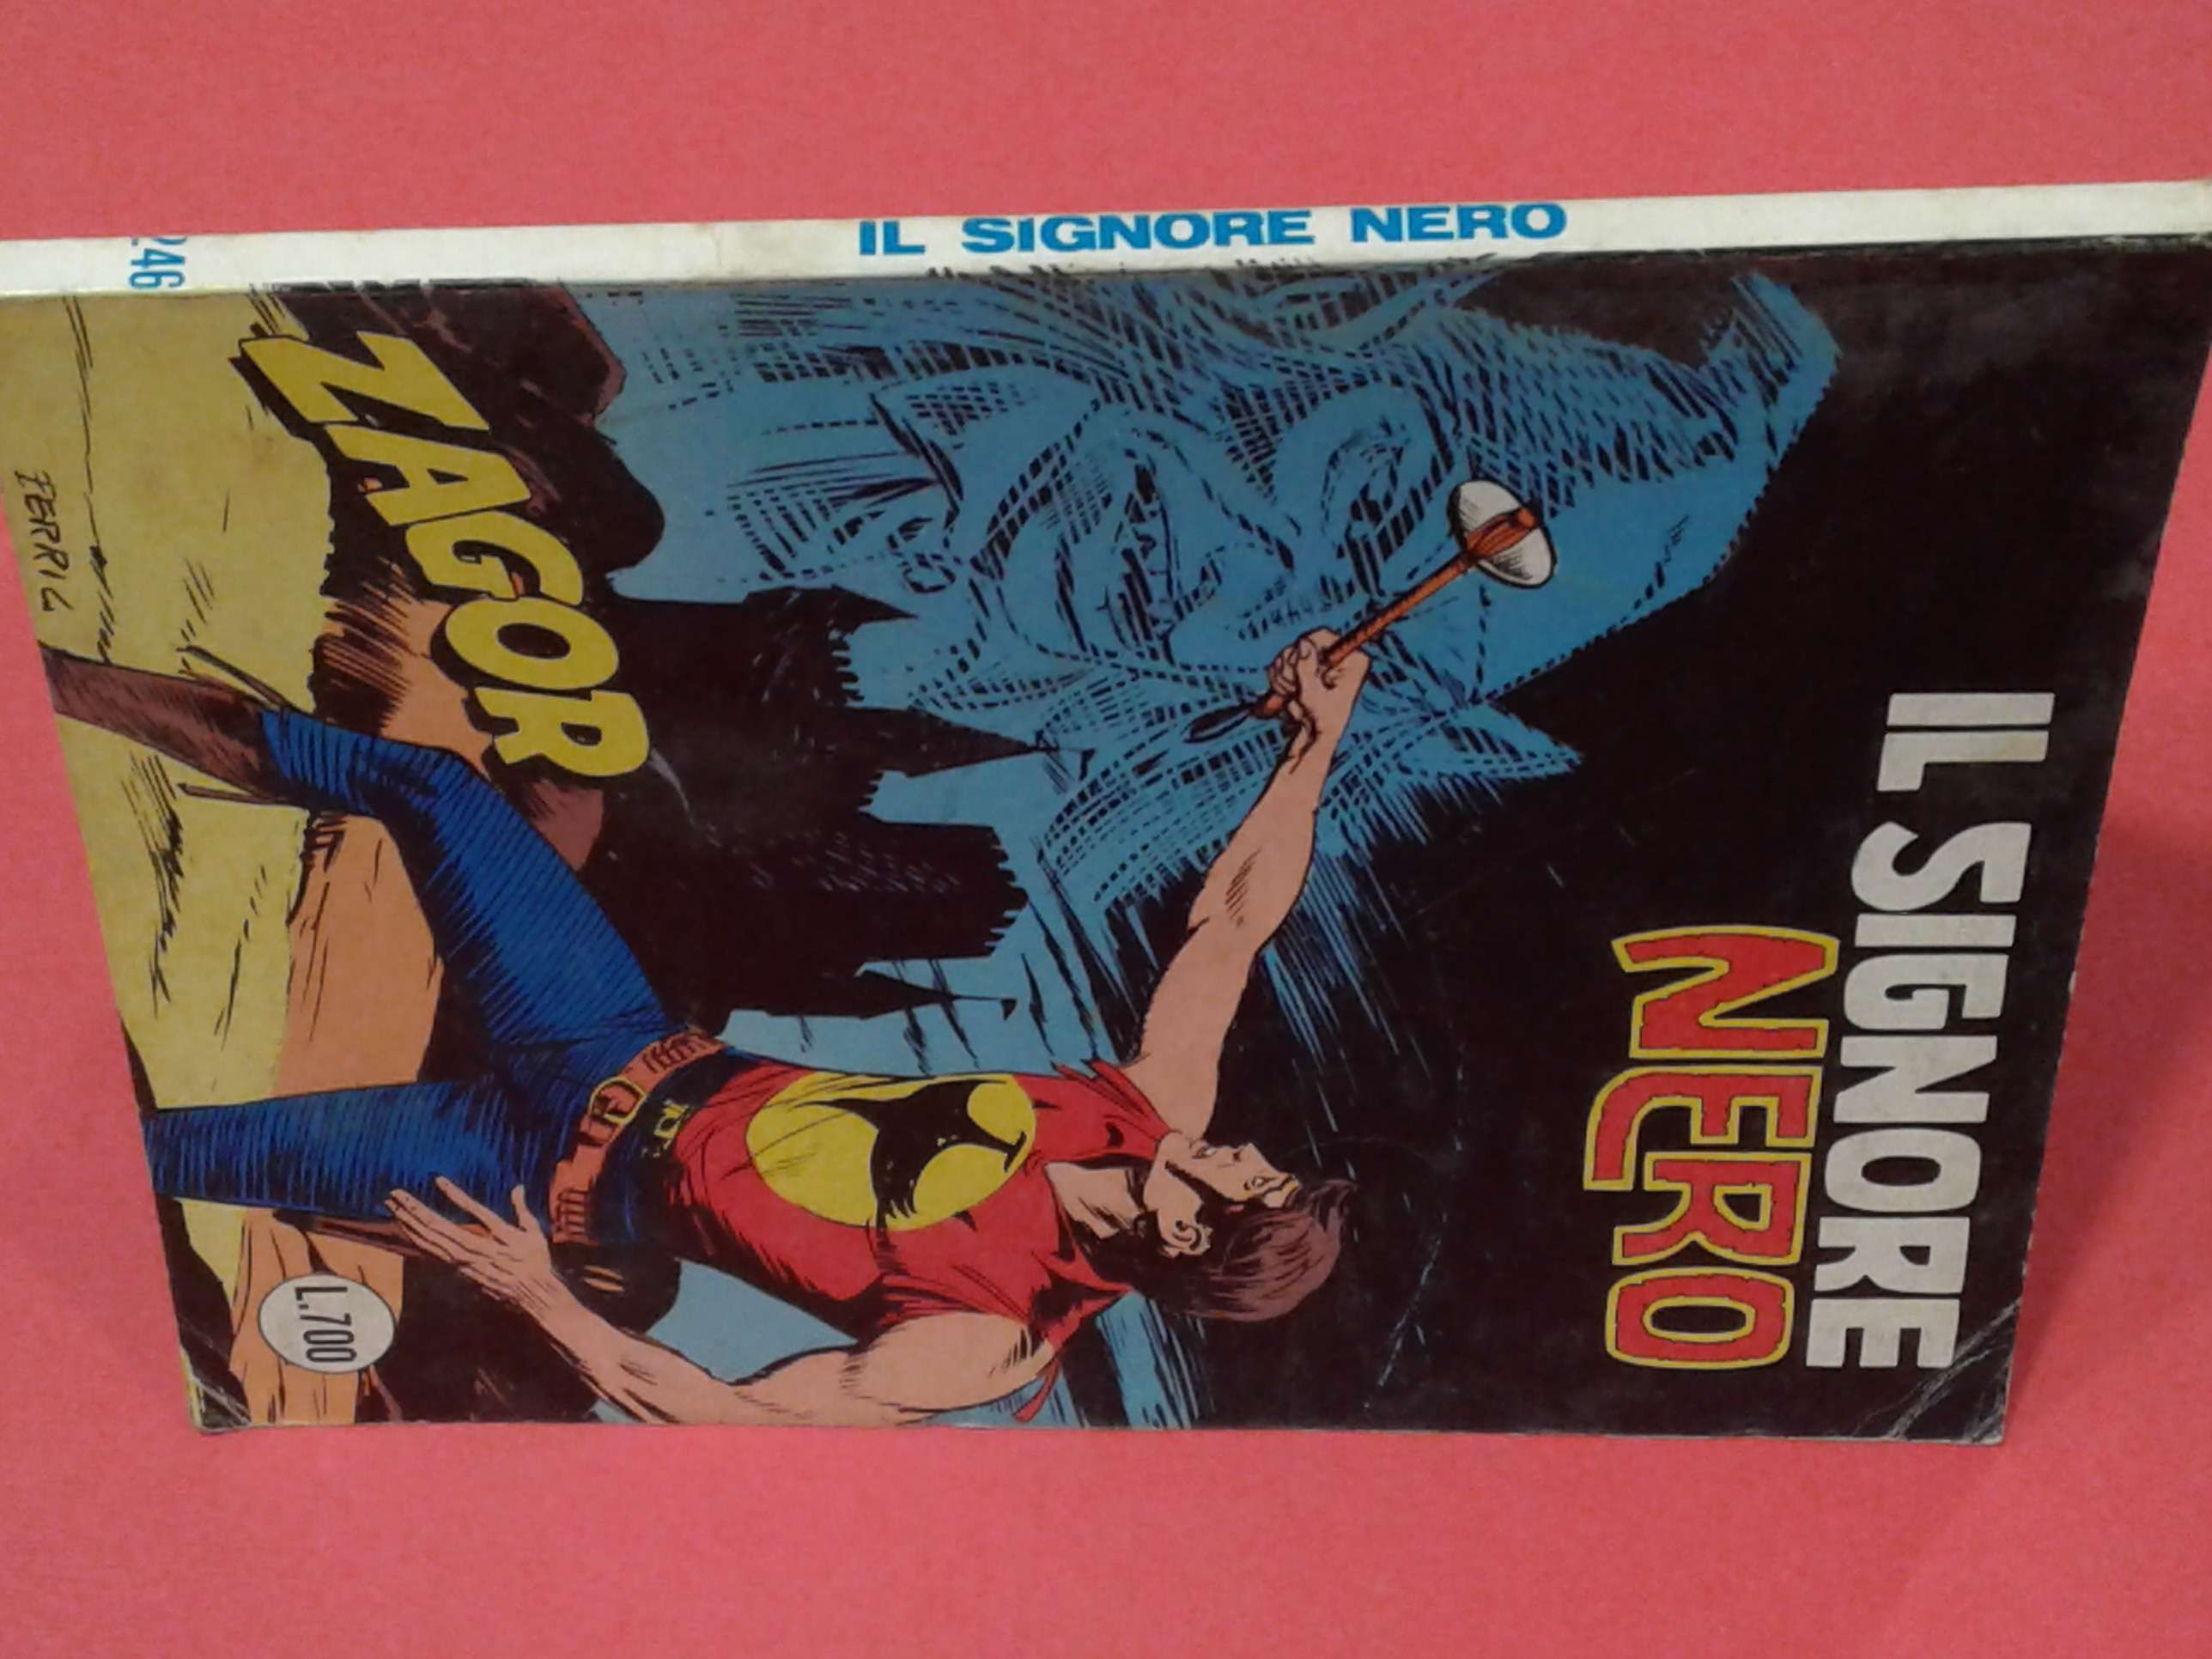 IL SIGNORE NERO
246
IL SIGNORE
NERO
ZAGOR
FERRI G
L.700